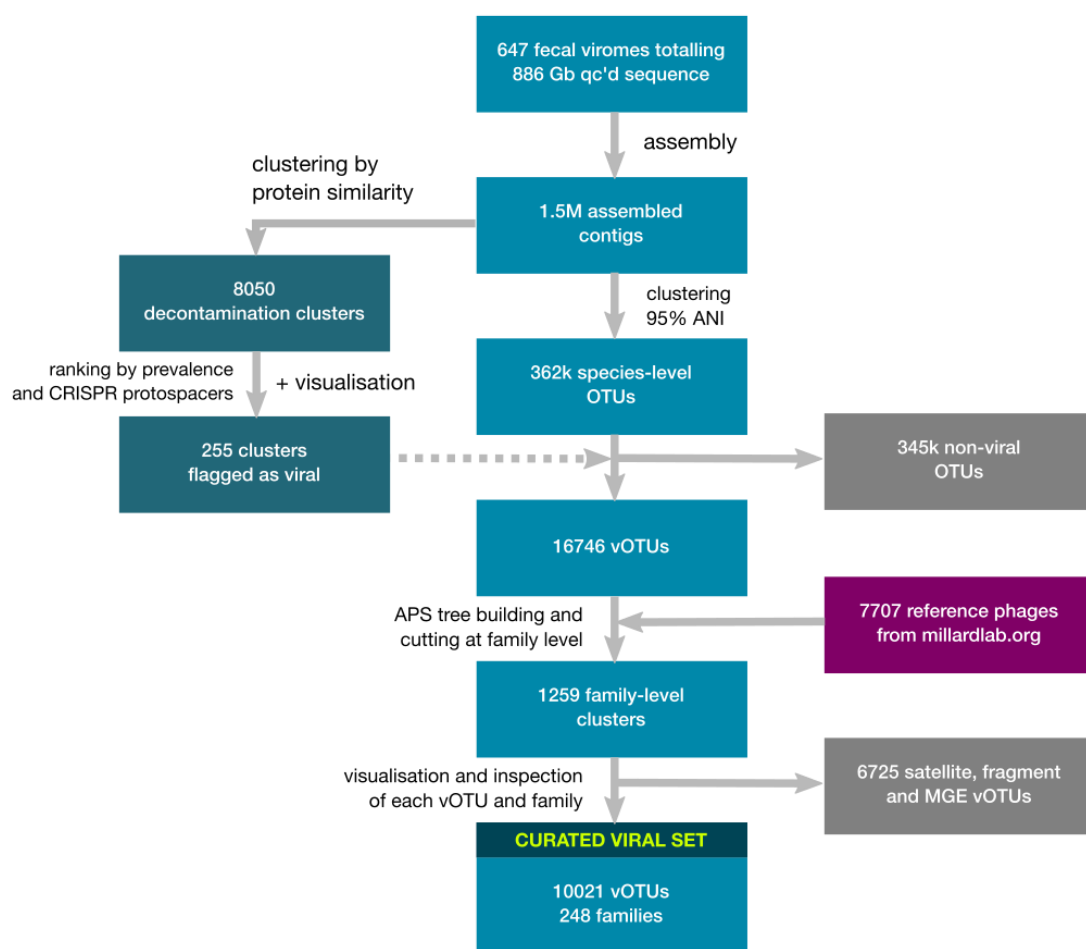 647 fecal viromes totalling
886 Gb qc'd sequence
assembly
clustering by
protein similarity
1.5M assembled
contigs
8050
decontamination clusters
clustering
95% ANI
ranking by prevalence
and CRISPR protospacers
+ visualisation
362k species-level
OTUs
255 clusters
flagged as viral
345k non-viral
OTUs
16746 vOTUs
APS tree building and
cutting at family level
7707 reference phages
from millardlab.org
1259 family-level
clusters
visualisation and inspection
of each vOTU and family
6725 satellite, fragment
and MGE vOTUs
CURATED VIRAL SET
10021 vOTUs
248 families